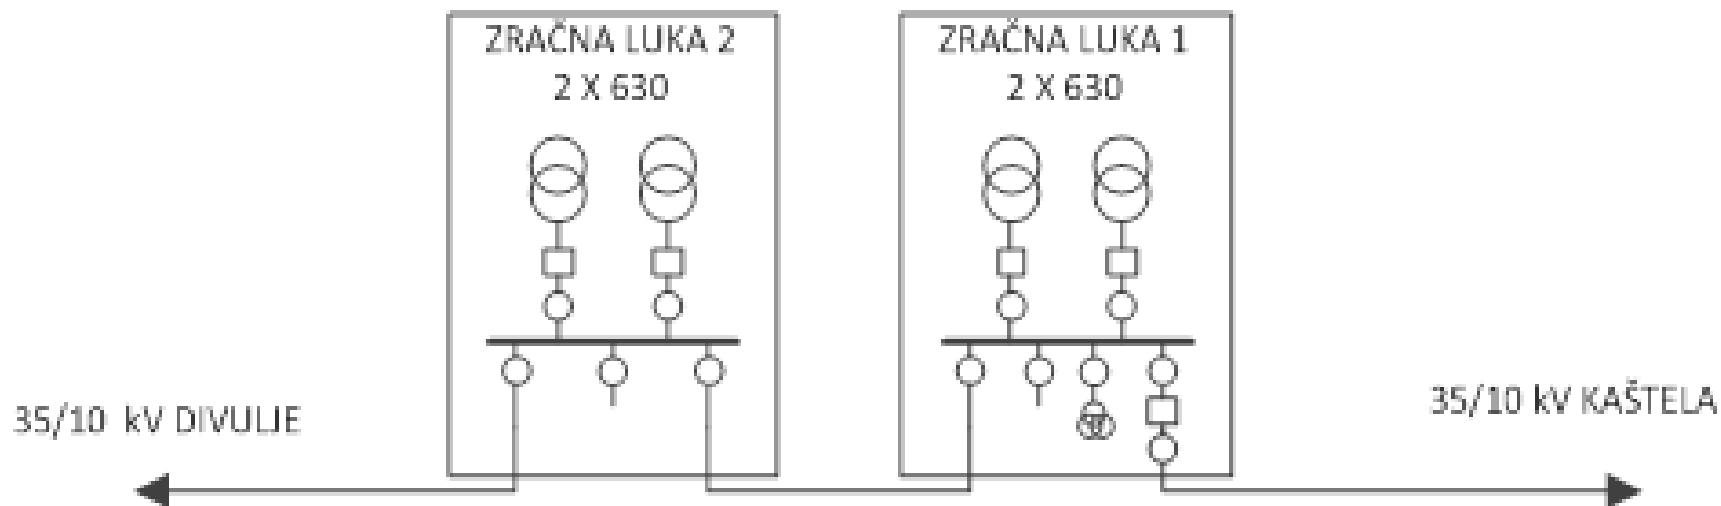 ZRAČNA LUKA 2
2 X 630
ZRAČNA LUKA 1
2 X 630
35/10 kV DIVULJE
35/10 kV KAŠTELA